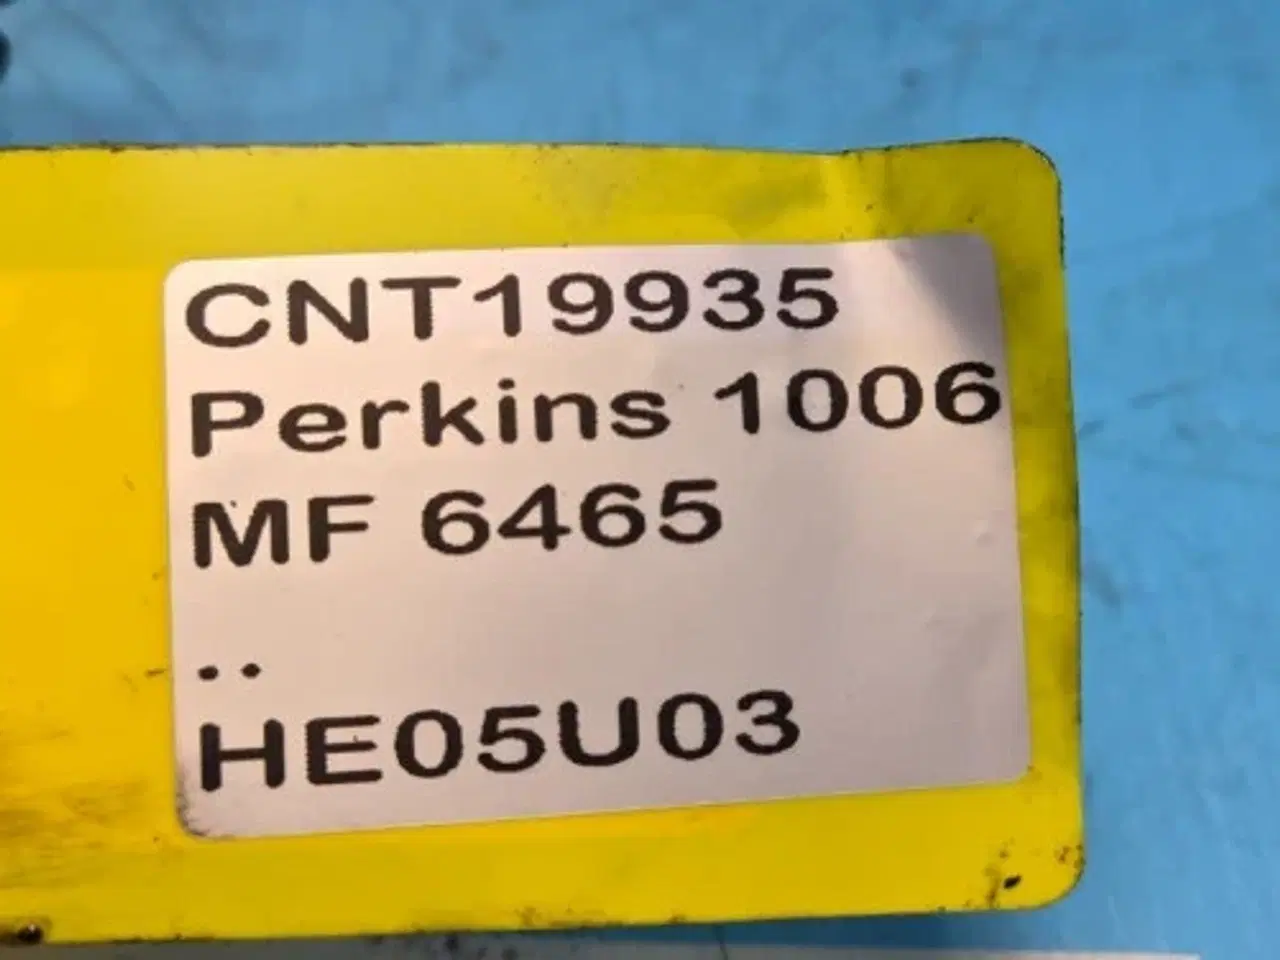 CNT19935
Perkins 1006
MF 6465
..
HE05U03